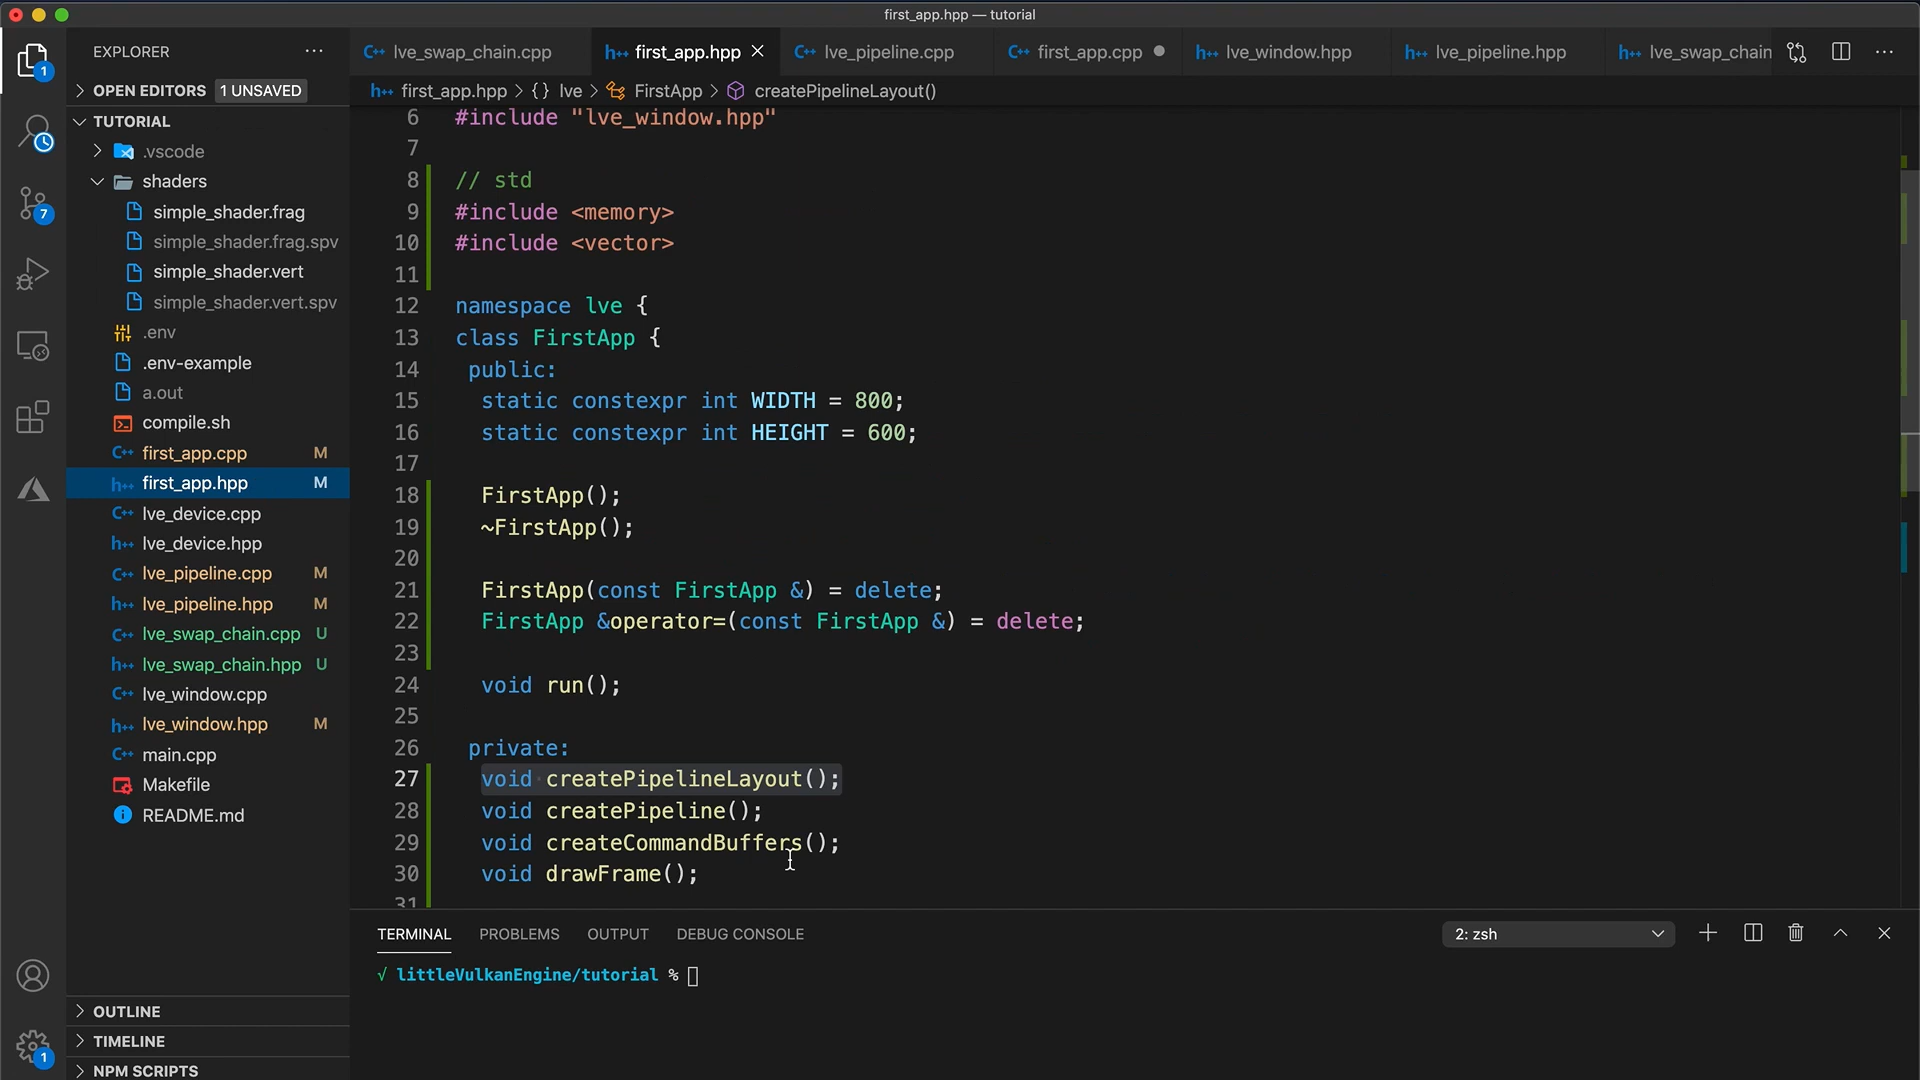 first_app.hpp — tutorial
EXPLORER
lve_swap_chain.cpp
first_app.hpp
lve_pipeline.cpp
first_app.cpp
lve_window.hpp
lve_pipeline.hpp
lve_swap_chain
OPEN EDITORS 1 UNSAVED
first_app.hpp > {} lve > FirstApp > createPipelineLayout()
TUTORIAL
.vscode
shaders
simple_shader.frag
simple_shader.frag.spv
simple_shader.vert
simple_shader.vert.spv
.env
.env-example
a.out
compile.sh
first_app.cpp M
first_app.hpp M
lve_device.cpp
lve_device.hpp
lve_pipeline.cpp M
lve_pipeline.hpp M
lve_swap_chain.cpp U
lve_swap_chain.hpp U
lve_window.cpp
lve_window.hpp M
main.cpp
Makefile
README.md
OUTLINE
TIMELINE
NPM SCRIPTS
1
7
1
6 #include "lve_window.hpp"
7
8 // std
9 #include <memory>
10 #include <vector>
11
12 namespace lve {
13 class FirstApp {
14 public:
15 static constexpr int WIDTH = 800;
16 static constexpr int HEIGHT = 600;
17
18 FirstApp();
19 ~FirstApp();
20
21 FirstApp(const FirstApp &) = delete;
22 FirstApp &operator=(const FirstApp &) = delete;
23
24 void run();
25
26 private:
27 void createPipelineLayout();
28 void createPipeline();
29 void createCommandBuffers();
30 void drawFrame();
31
TERMINAL PROBLEMS OUTPUT DEBUG CONSOLE
2: zsh
√ littleVulkanEngine/tutorial %